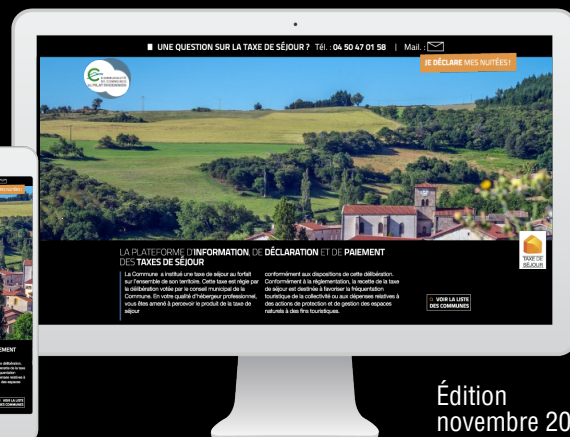 UNE QUESTION SUR LA TAXE DE SÉJOUR ? Tél. : 04 50 47 01 58 | Mail. :
JE DÉCLARE MES NUITÉES !
COMMUNAUTÉ
DE COMMUNES
LA PLATEFORME D'INFORMATION, DE DÉCLARATION ET DE PAIEMENT
DES TAXES DE SÉJOUR
La Commune a institué une taxe de séjour au forfait
sur l'ensemble de son territoire. Cette taxe est régie par
la délibération votée par le conseil municipal de la
Commune. En votre qualité d'hébergeur professionnel,
vous êtes amené à percevoir le produit de la taxe de
séjour
conformément aux dispositions de cette délibération.
Conformément à la réglementation, la recette de la taxe
de séjour est destinée à favoriser la fréquentation
touristique de la collectivité ou aux dépenses relatives à
des actions de protection et de gestion des espaces
naturels à des fins touristiques.
TAXE DE
SÉJOUR
VOIR LA LISTE
DES COMMUNES
Édition
novembre 20